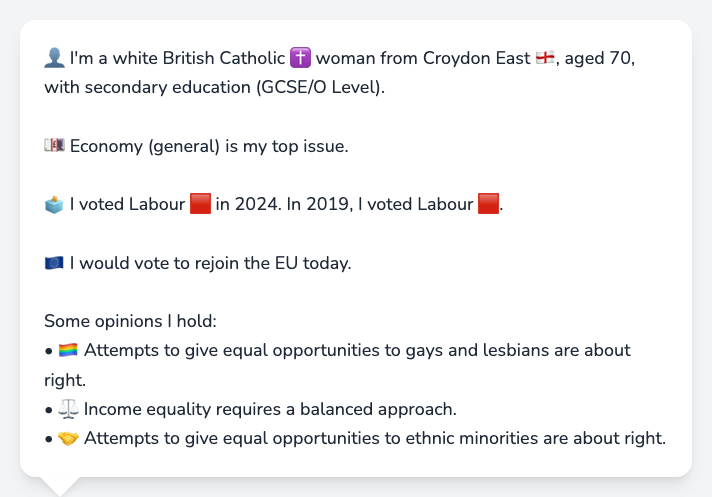 👤 I'm a white British Catholic ✝️ woman from Croydon East 🏴󠁧󠁢󠁥󠁮󠁧󠁿, aged 70,
with secondary education (GCSE/O Level).
💷 Economy (general) is my top issue.
🗳️ I voted Labour 🟥 in 2024. In 2019, I voted Labour 🟥.
🇪🇺 I would vote to rejoin the EU today.
Some opinions I hold:
• 🏳️‍🌈 Attempts to give equal opportunities to gays and lesbians are about
right.
• ⚖️ Income equality requires a balanced approach.
• 🤝 Attempts to give equal opportunities to ethnic minorities are about right.